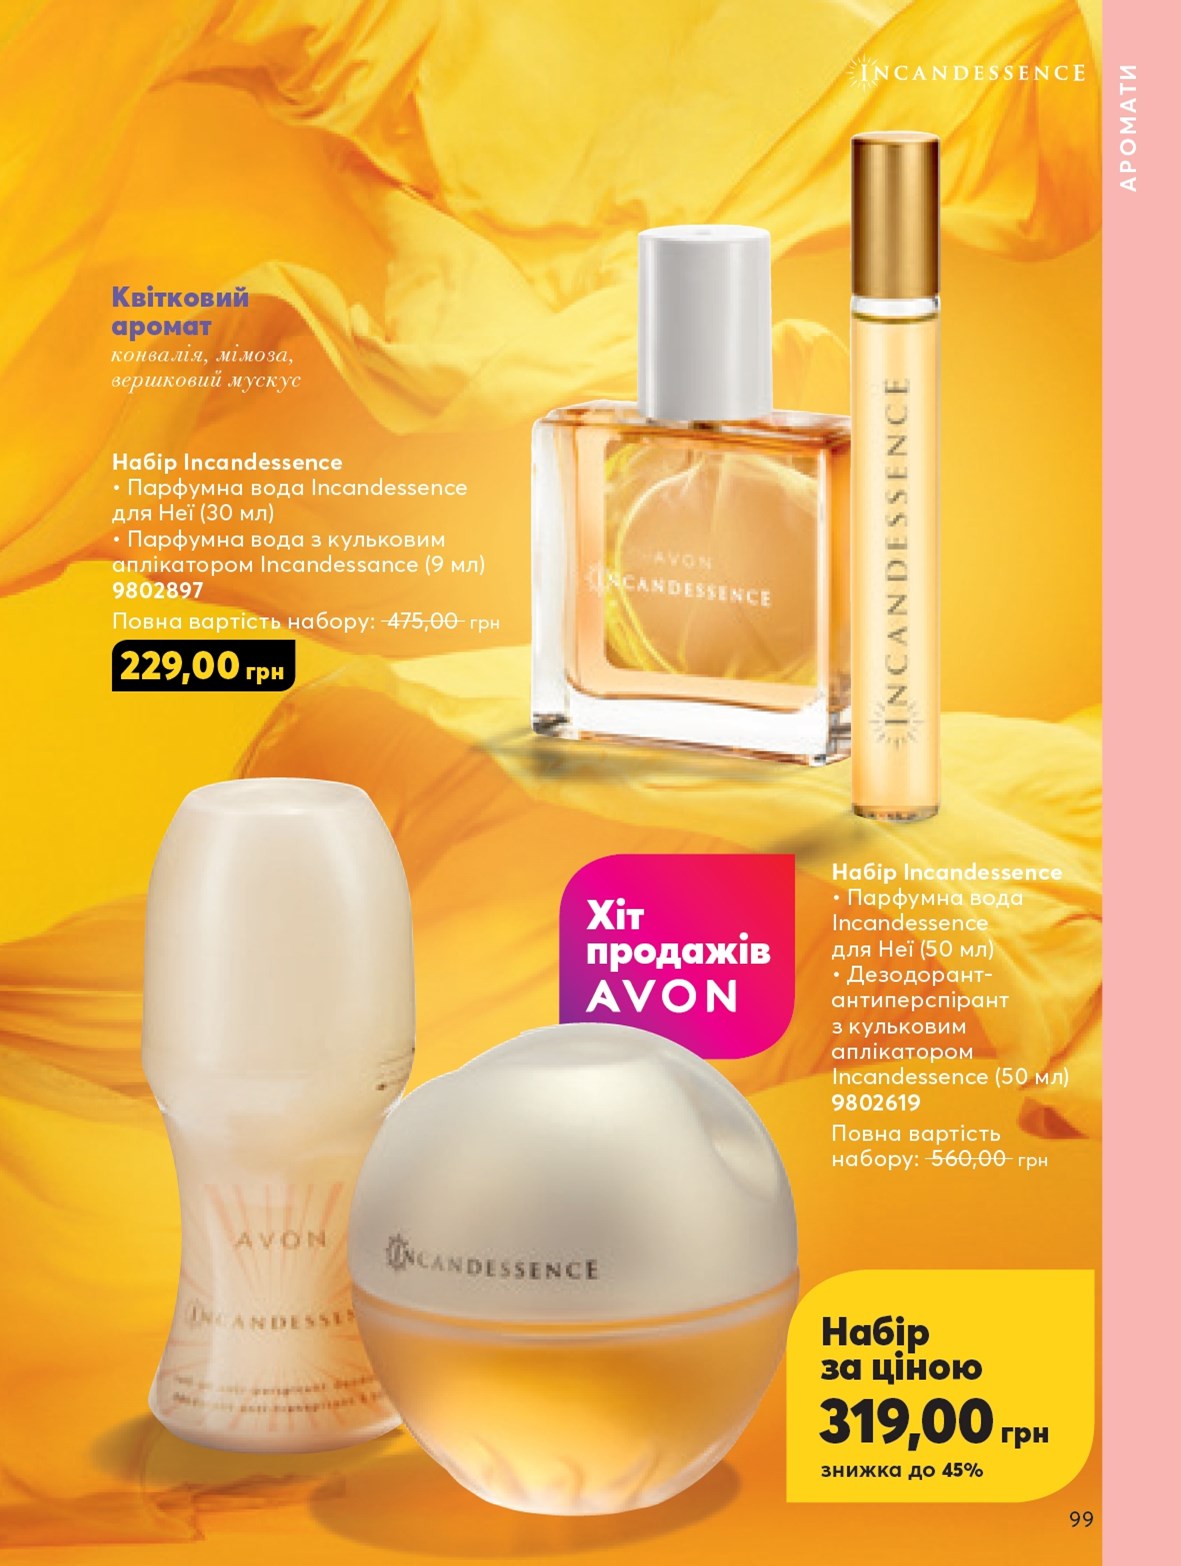 INCANDESSENCE
АРОМАТИ
Квітковий
аромат
конвалія, мімоза,
вершковий мускус
Набір Incandessence
• Парфумна вода Incandessence
для Неї (30 мл)
• Парфумна вода з кульковим
аплікатором Incandessance (9 мл)
9802897
Повна вартість набору: 475,00 грн
229,00 грн
AVON
INCANDESSENCE
INCANDESSENCE
Хіт
продажів
AVON
Набір Incandessence
• Парфумна вода
Incandessence
для Неї (50 мл)
• Дезодорант-
антиперспірант
з кульковим
аплікатором
Incandessence (50 мл)
9802619
Повна вартість
набору: 560,00 грн
AVON
INCANDESSE
INCANDESSENCE
Набір
за ціною
319,00 грн
знижка до 45%
99